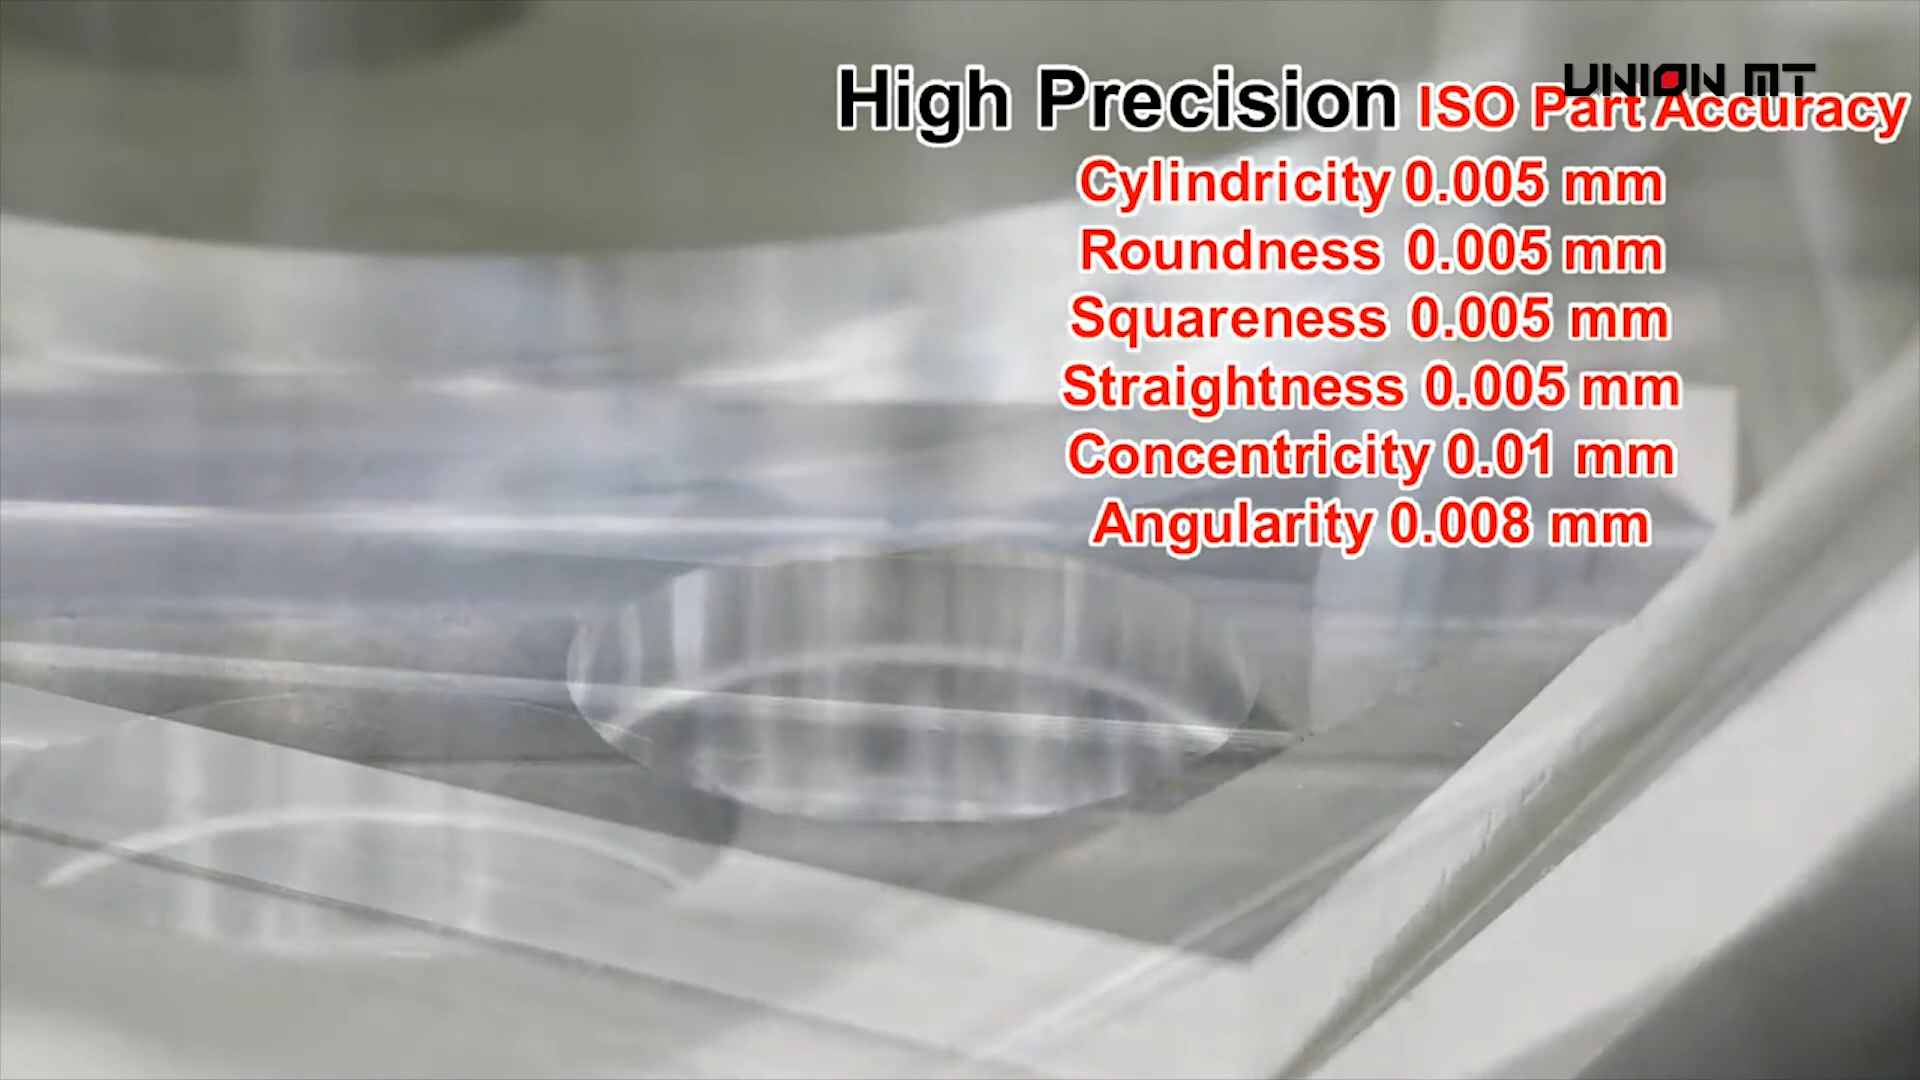 UNION MT
High Precision ISO Part Accuracy
Cylindricity 0.005 mm
Roundness 0.005 mm
Squareness 0.005 mm
Straightness 0.005 mm
Concentricity 0.01 mm
Angularity 0.008 mm